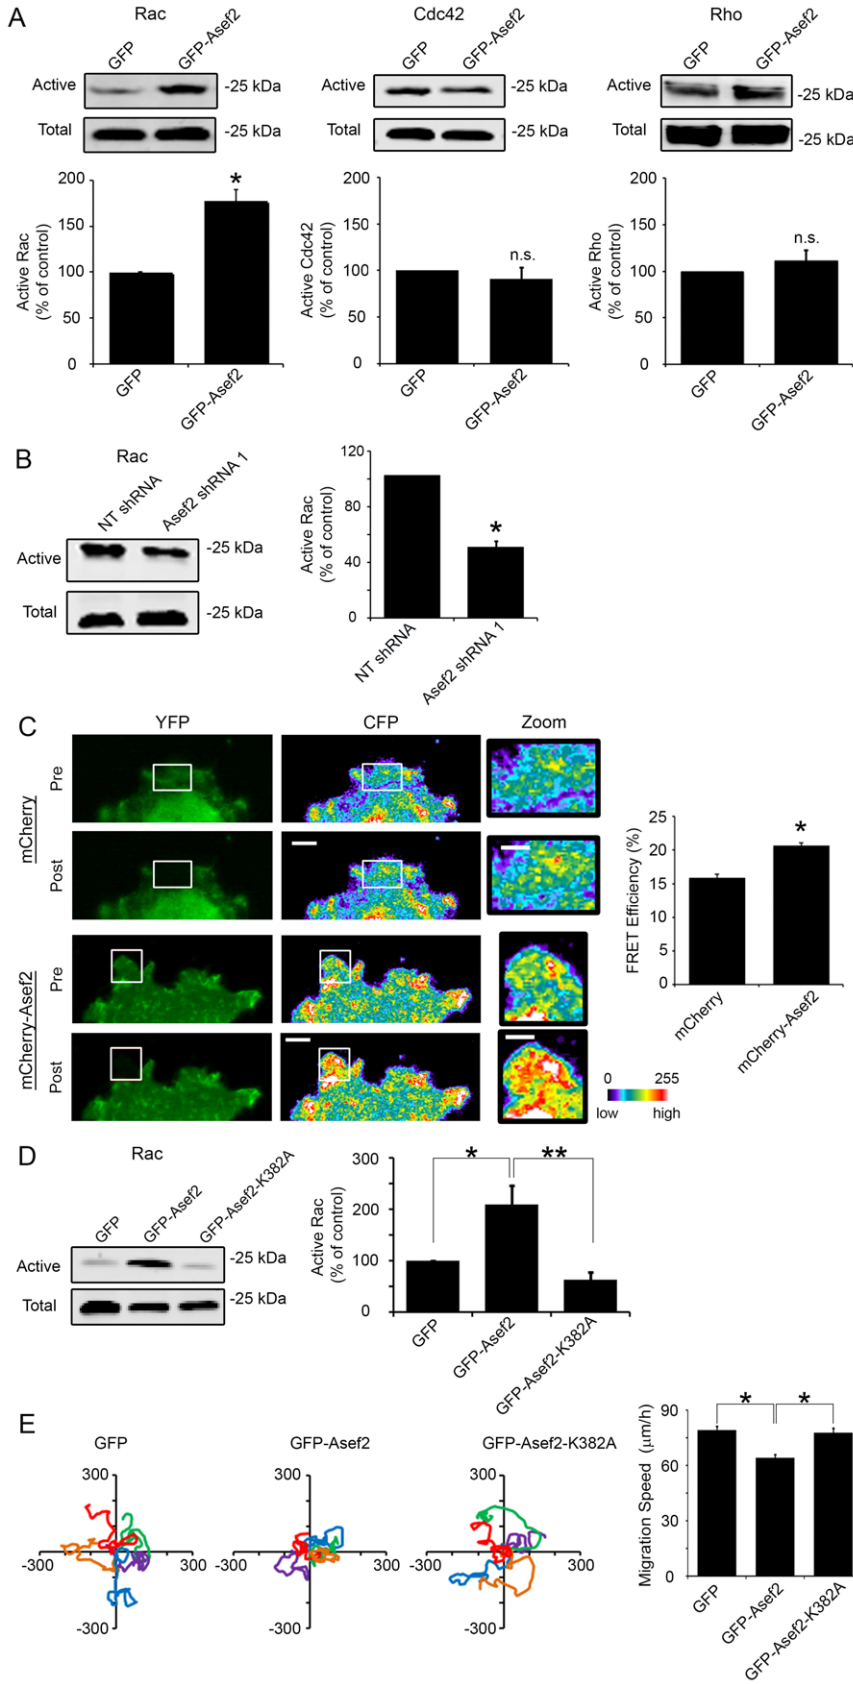 A
Rac
Cdc42
Rho
GFP
GFP-Asef2
GFP
GFP-Asef2
GFP
GFP-Asef2
Active
-25 kDa
Active
-25 kDa
Active
-25 kDa
Total
-25 kDa
Total
-25 kDa
Total
-25 kDa
Active Rac
(% of control)
200
150
100
50
0
*
GFP
GFP-Asef2
Active Cdc42
(% of control)
200
150
100
50
0
n.s.
GFP
GFP-Asef2
Active Rho
(% of control)
200
150
100
50
0
n.s.
GFP
GFP-Asef2
B
Rac
NT shRNA
Asef2 shRNA 1
Active
-25 kDa
Total
-25 kDa
Active Rac
(% of control)
120
80
40
0
*
NT shRNA
Asef2 shRNA 1
C
YFP
CFP
Zoom
mCherry
Pre
Post
mCherry-Asef2
Pre
Post
0
255
low
high
FRET Efficiency (%)
25
20
15
10
5
0
*
mCherry
mCherry-Asef2
D
Rac
GFP
GFP-Asef2
GFP-Asef2-K382A
Active
-25 kDa
Total
-25 kDa
Active Rac
(% of control)
300
200
100
0
*
**
GFP
GFP-Asef2
GFP-Asef2-K382A
E
GFP
300
-300
300
-300
GFP-Asef2
300
-300
300
-300
GFP-Asef2-K382A
300
-300
300
-300
Migration Speed (μm/h)
90
60
30
0
*
*
GFP
GFP-Asef2
GFP-Asef2-K382A